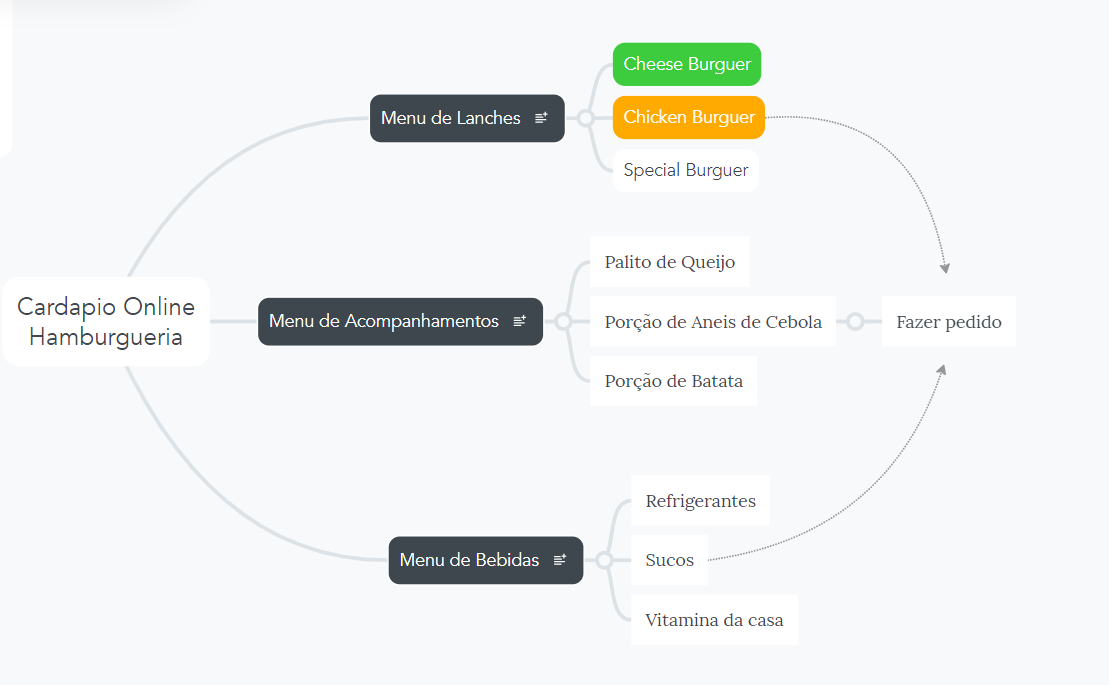 Cheese Burguer
Menu de Lanches
Chicken Burguer
Special Burguer
Palito de Queijo
Cardapio Online
Hamburgueria
Menu de Acompanhamentos
Porção de Aneis de Cebola
Fazer pedido
Porção de Batata
Refrigerantes
Menu de Bebidas
Sucos
Vitamina da casa